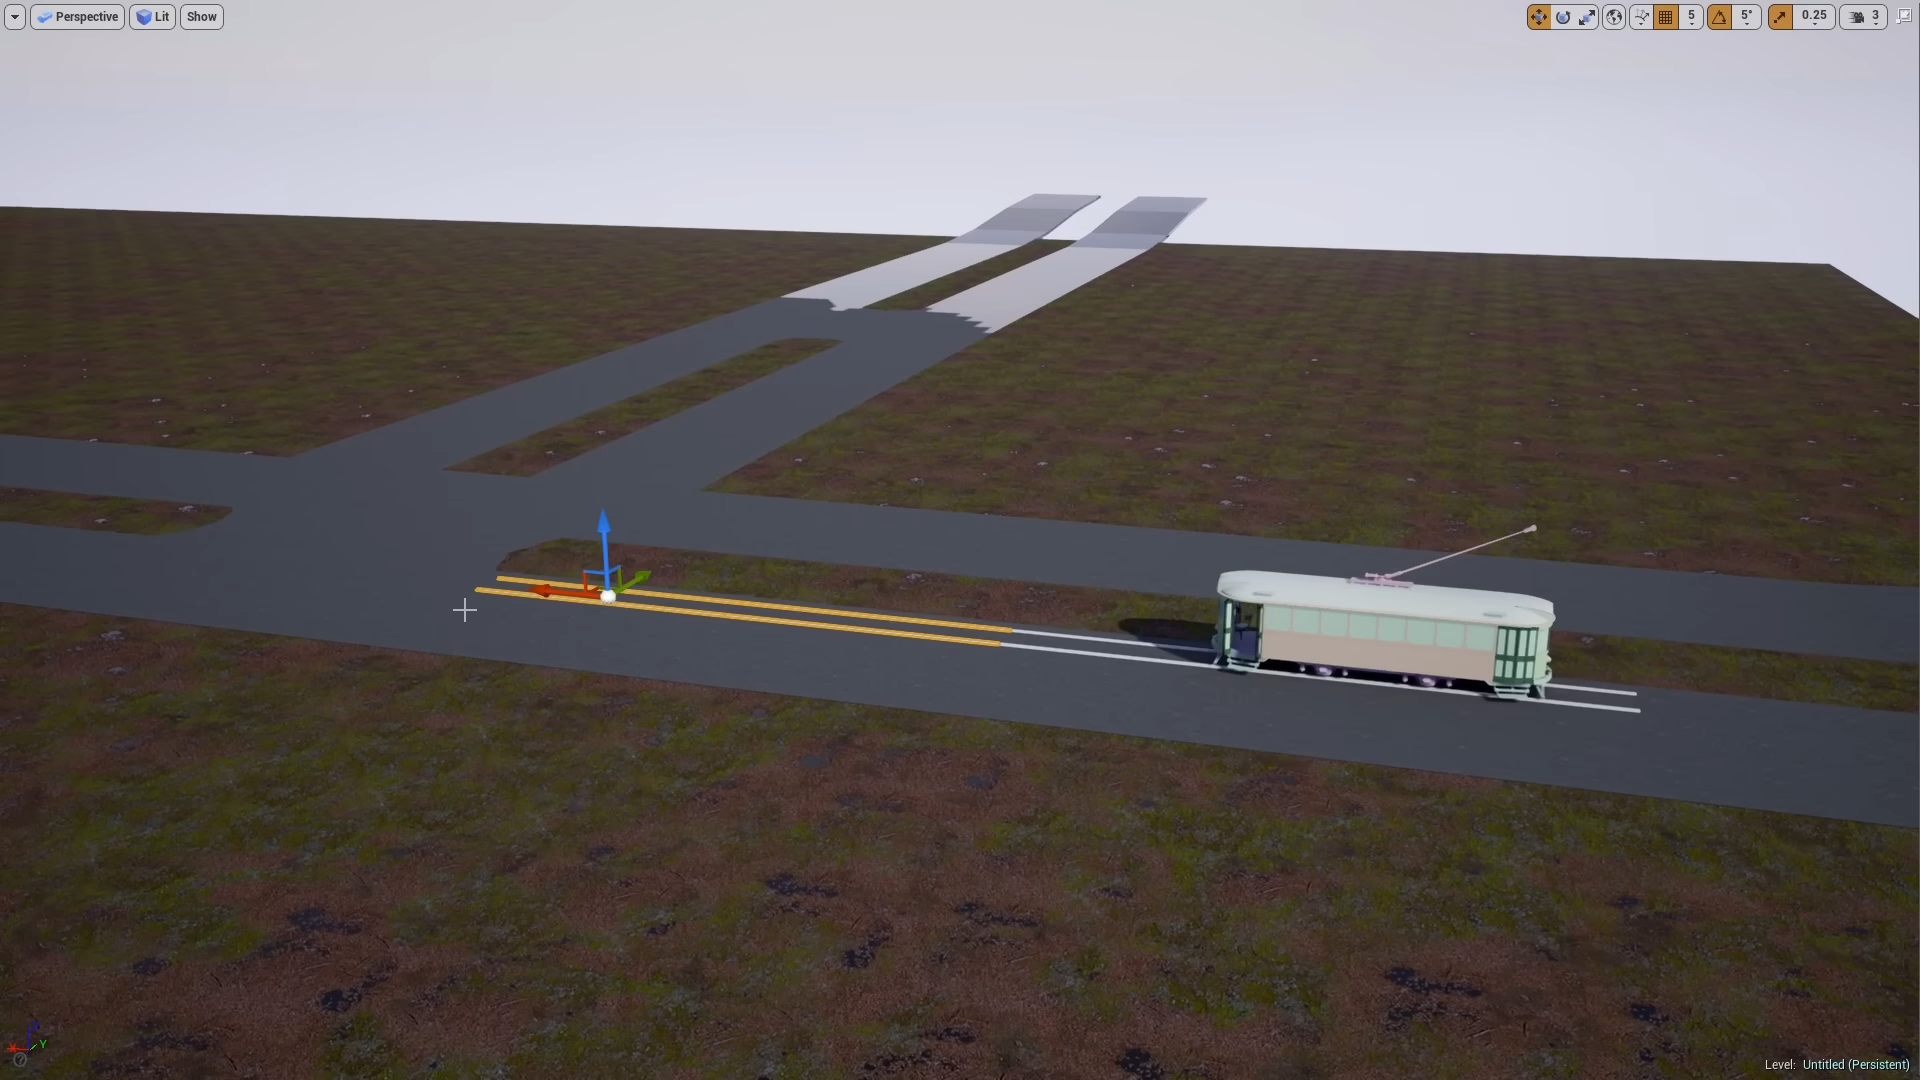 Perspective
Lit
Show
5
5°
0.25
3
Y
Level: Untitled (Persistent)